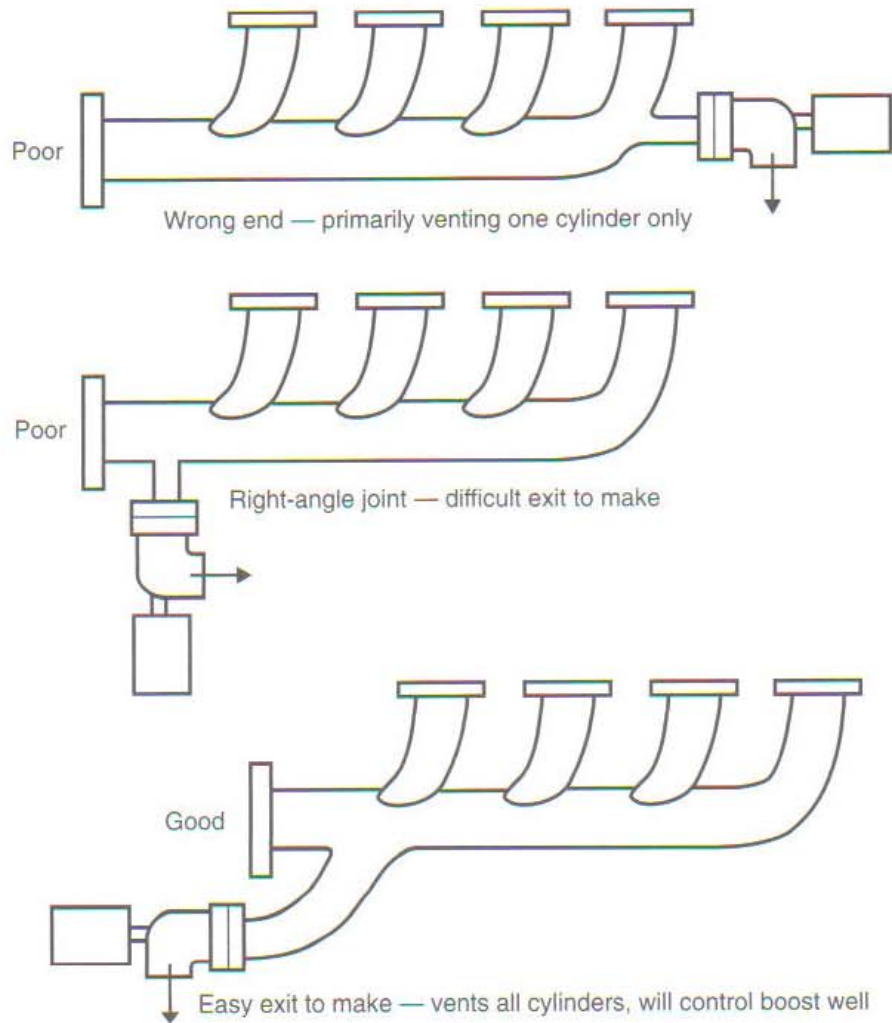 Poor
Wrong end — primarily venting one cylinder only
Poor
Right-angle joint — difficult exit to make
Good
Easy exit to make — vents all cylinders, will control boost well